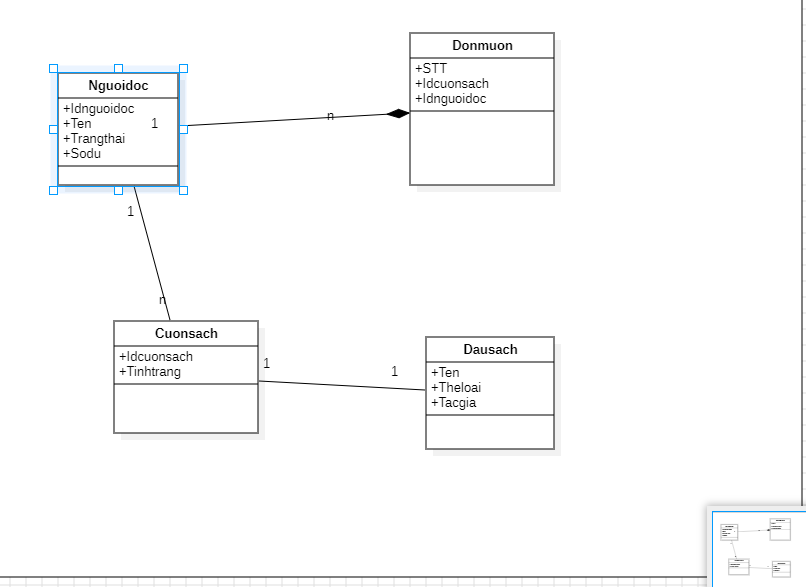 Donmuon
+STT
+Idcuonsach
+Idnguoidoc
Nguoidoc
+Idnguoidoc
+Ten
+Trangthai
+Sodu
1
n
1
n
Cuonsach
+Idcuonsach
+Tinhtrang
1
1
Dausach
+Ten
+Theloai
+Tacgia